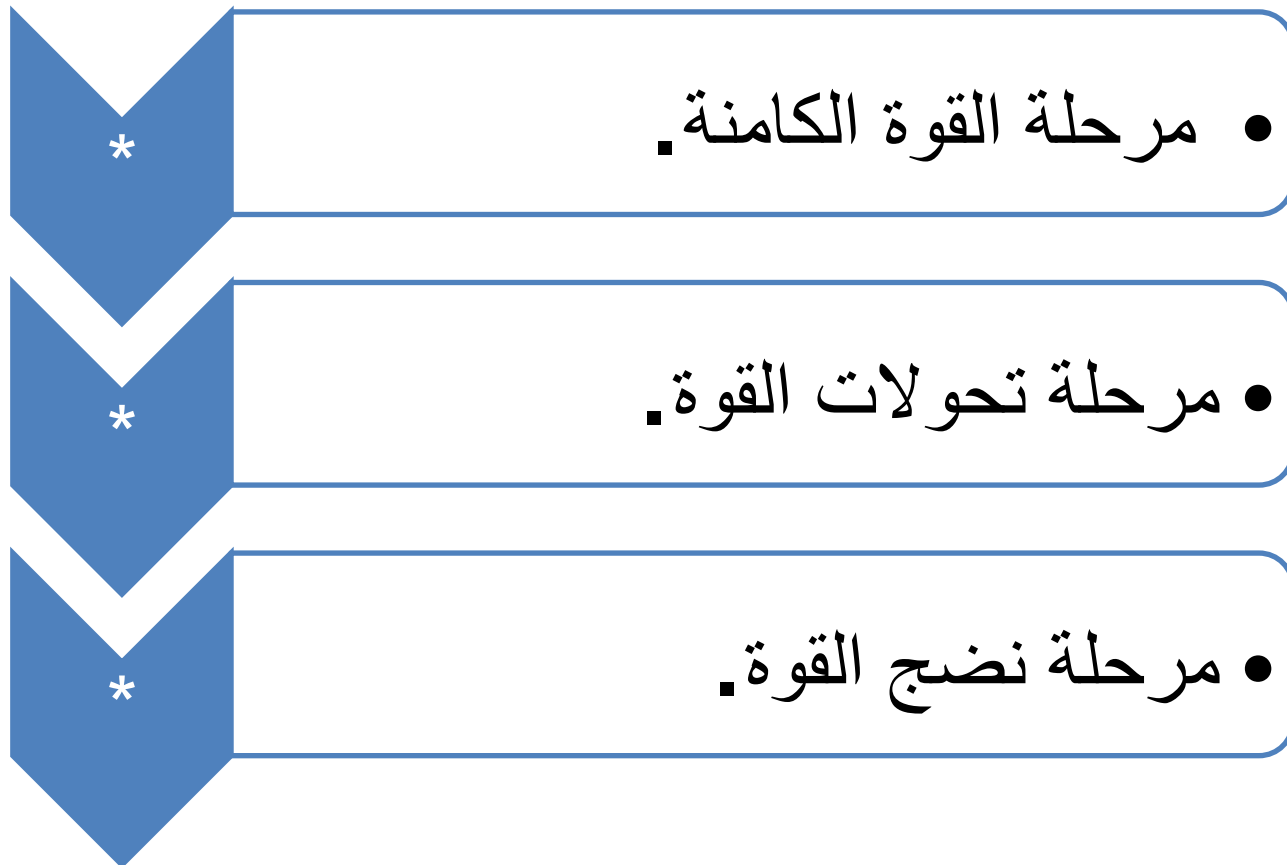 • مرحلة القوة الكامنة.
*
• مرحلة تحولات القوة.
*
• مرحلة نضج القوة.
*